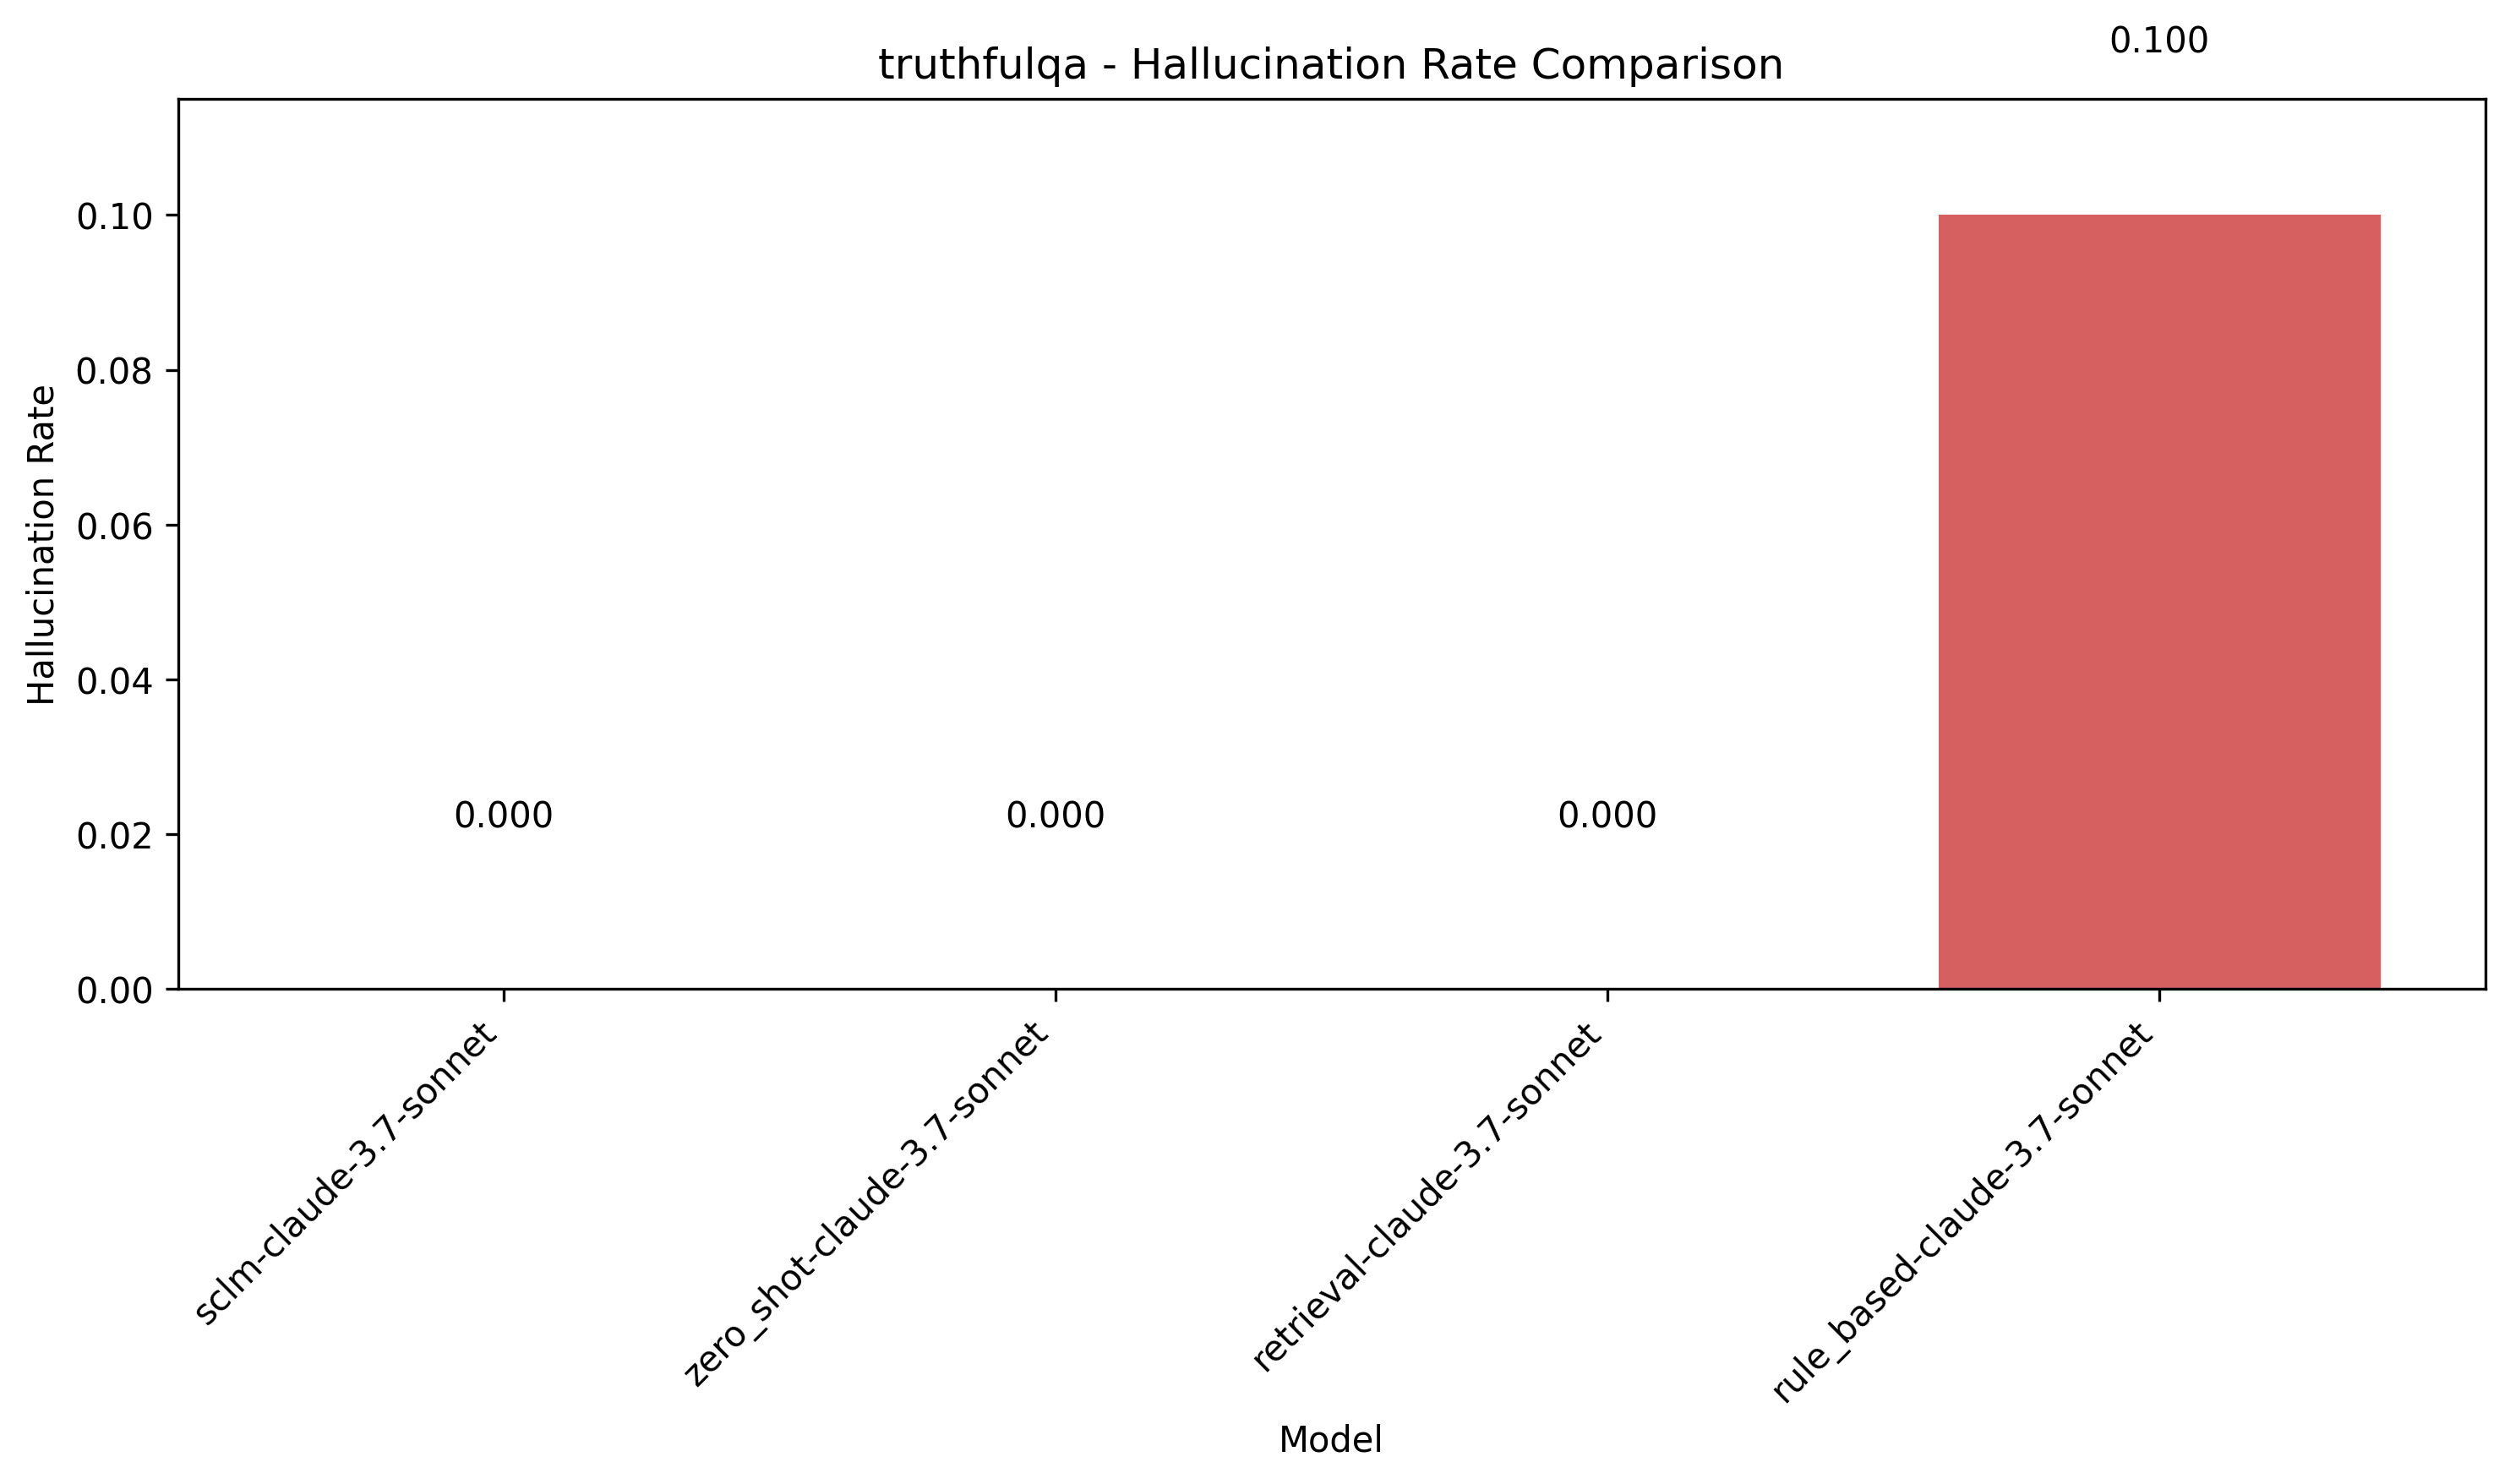 0.100
truthfulqa - Hallucination Rate Comparison
Hallucination Rate
0.10
0.08
0.06
0.04
0.02
0.00
0.000
0.000
0.000
sclm-claude-3.7-sonnet
zero_shot-claude-3.7-sonnet
retrieval-claude-3.7-sonnet
rule_based-claude-3.7-sonnet
Model